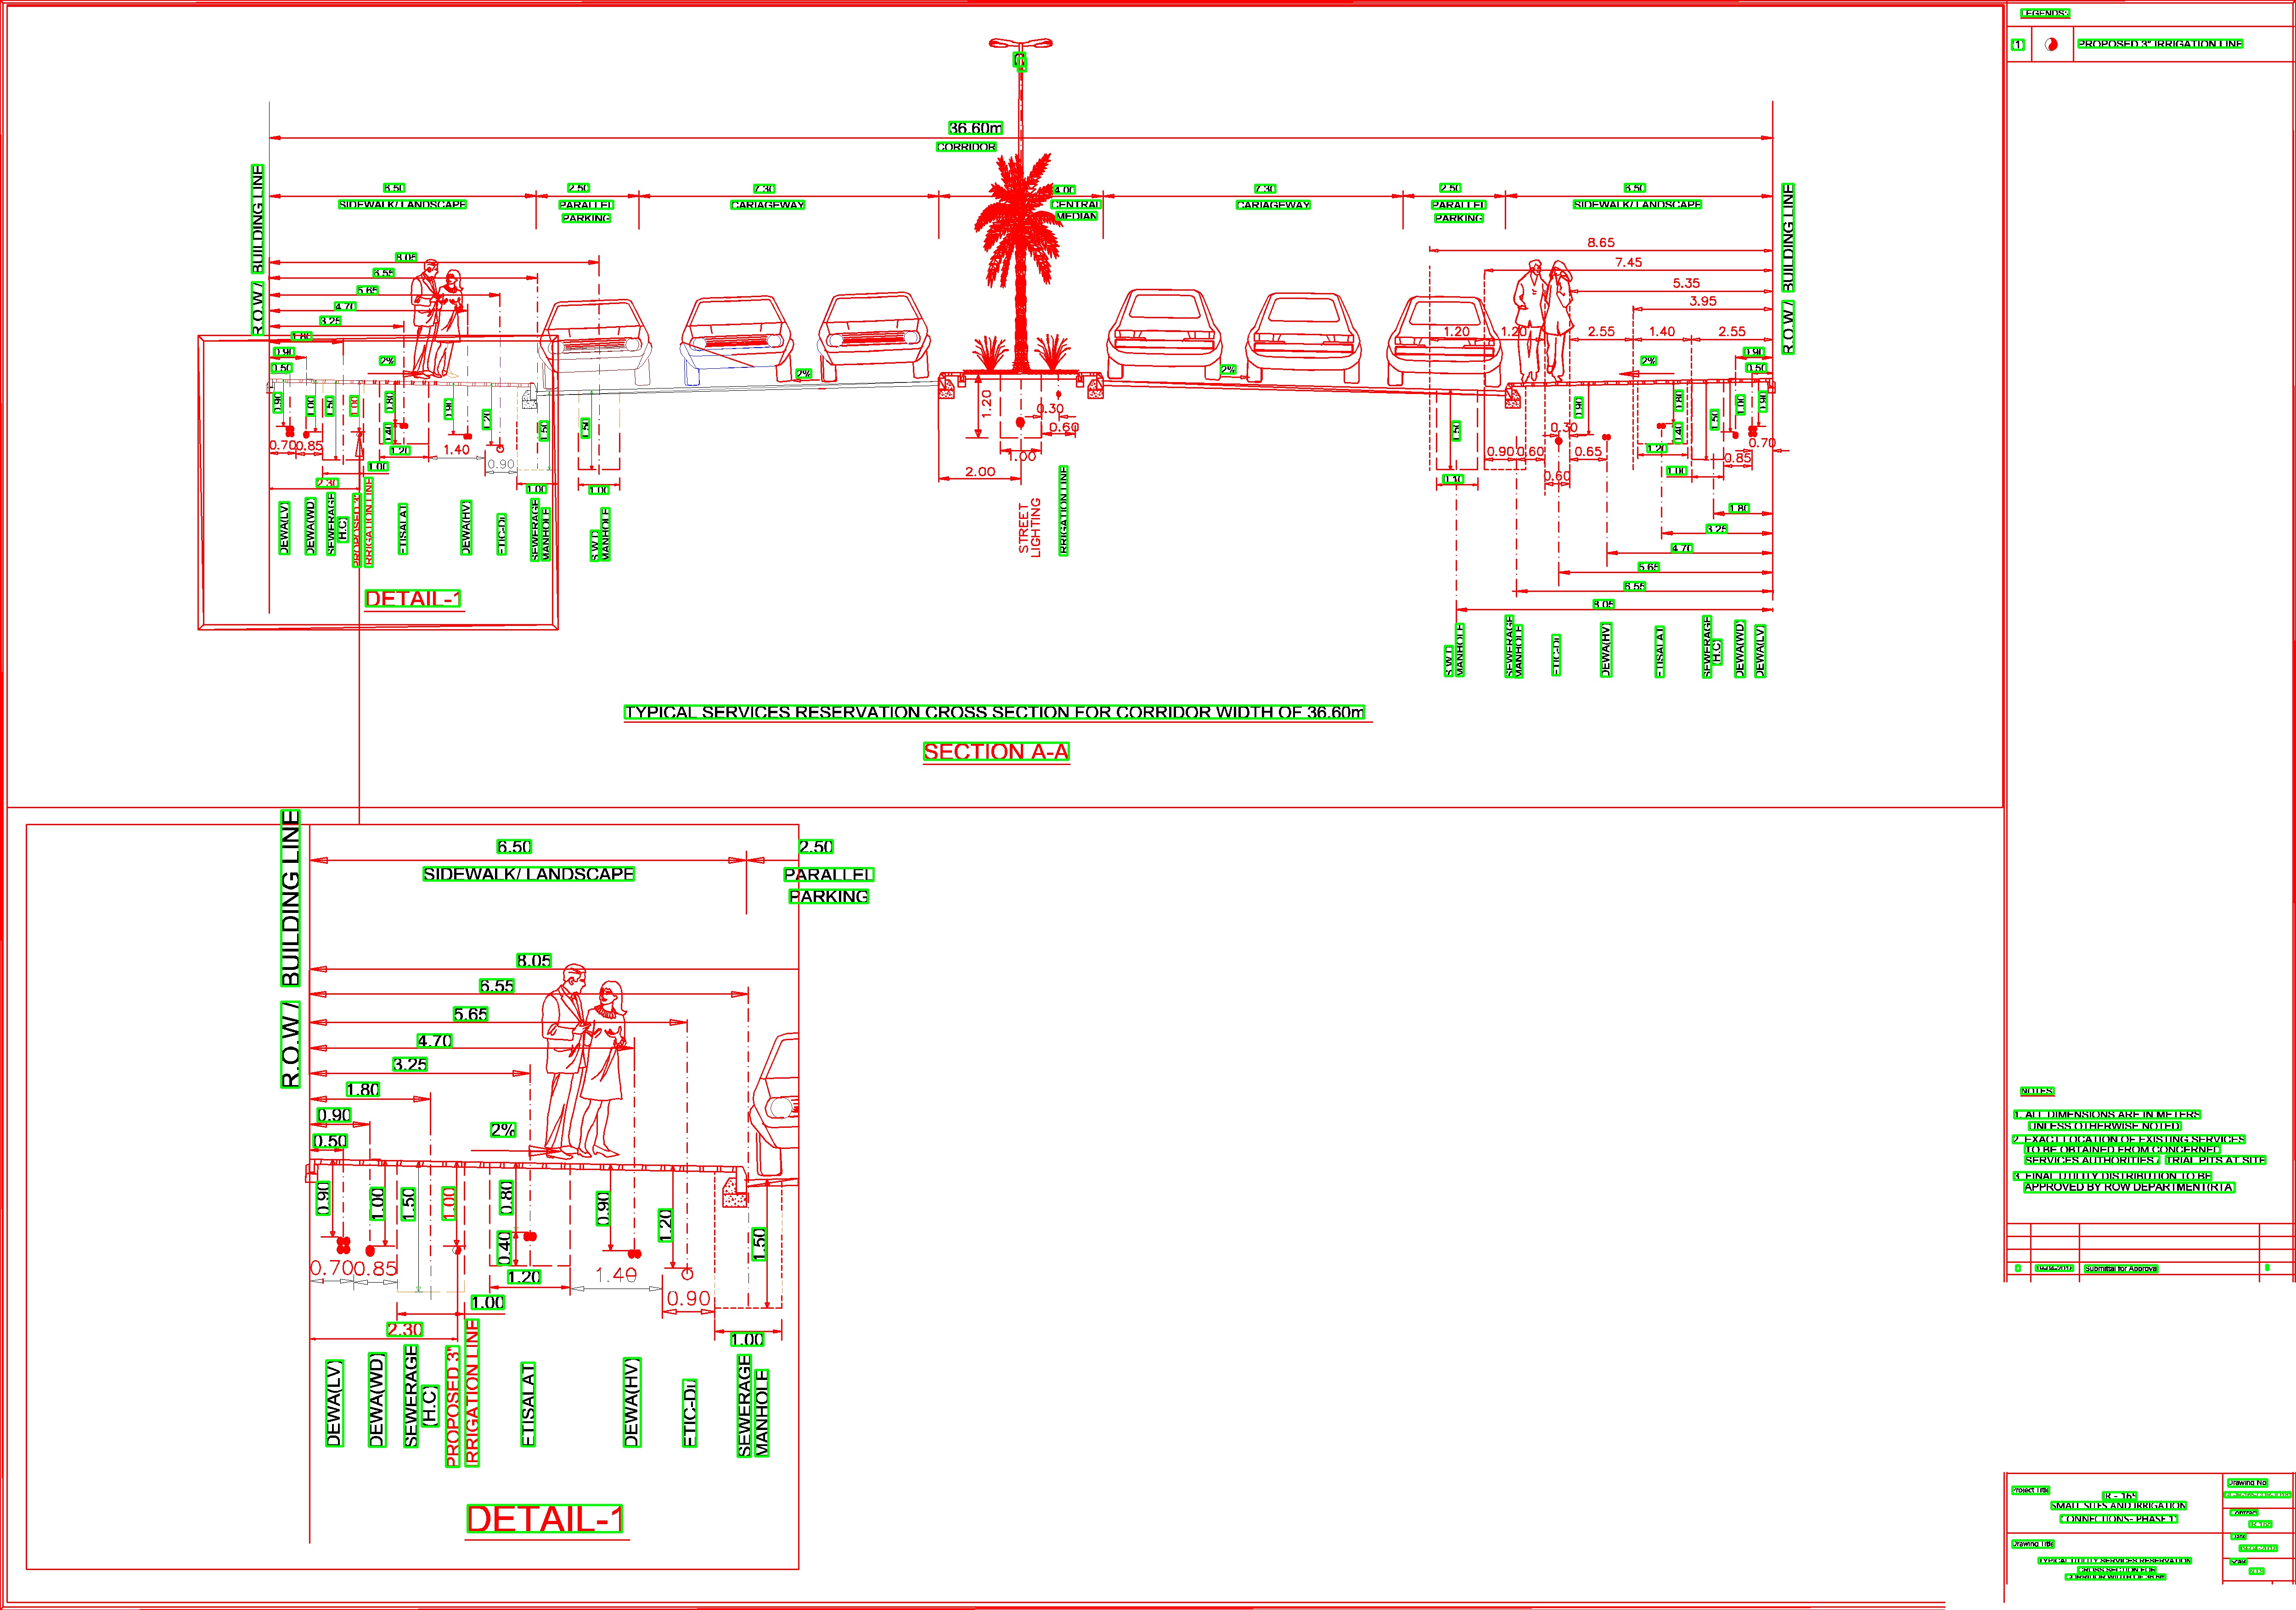 LEGENDS:
1 PROPOSED 3" IRRIGATION LINE
36.60m
CORRIDOR
R.O.W / BUILDING LINE
6.50
SIDEWALK/ LANDSCAPE
2.50
PARALLEL
PARKING
7.30
CARIAGEWAY
4.00
CENTRAL
MEDIAN
7.30
CARIAGEWAY
2.50
PARALLEL
PARKING
6.50
SIDEWALK/ LANDSCAPE
R.O.W / BUILDING LINE
8.05
6.55
5.65
4.70
3.25
1.80
0.90
0.50
2%
2%
2%
2%
8.65
7.45
5.35
3.95
1.20 1.20 2.55 1.40 2.55
0.90
0.50
0.90
1.00
1.50
1.00
0.80
0.40
0.90
1.20
1.50
1.50
0.70 0.85
1.20
1.40
0.90
1.00
2.30
1.00
1.00
1.20
0.30
0.60
1.00
2.00
1.50
0.90
0.30
0.80
0.40
1.50
1.00
0.90
0.70
0.90 0.60
0.65
1.20
0.85
0.60
1.00
1.80
3.25
4.70
5.65
6.55
8.05
DEWA(LV)
DEWA(WD)
SEWERAGE
(H.C)
PROPOSED 3"
IRRIGATION LINE
ETISALAT
DEWA(HV)
ETIC-DU
SEWERAGE
MANHOLE
S.W.D
MANHOLE
STREET
LIGHTING
IRRIGATION LINE
S.W.D
MANHOLE
SEWERAGE
MANHOLE
ETIC-DU
DEWA(HV)
ETISALAT
SEWERAGE
(H.C)
DEWA(WD)
DEWA(LV)
DETAIL-1
TYPICAL SERVICES RESERVATION CROSS SECTION FOR CORRIDOR WIDTH OF 36.60m
SECTION A-A
R.O.W / BUILDING LINE
6.50
SIDEWALK/ LANDSCAPE
2.50
PARALLEL
PARKING
8.05
6.55
5.65
4.70
3.25
1.80
0.90
0.50
2%
0.90
1.00
1.50
1.00
0.80
0.40
0.90
1.20
1.50
0.70 0.85
1.20
1.40
0.90
1.00
2.30
1.00
DEWA(LV)
DEWA(WD)
SEWERAGE
(H.C)
PROPOSED 3"
IRRIGATION LINE
ETISALAT
DEWA(HV)
ETIC-DU
SEWERAGE
MANHOLE
DETAIL-1
NOTES:
1. ALL DIMENSIONS ARE IN METERS
UNLESS OTHERWISE NOTED
2. EXACT LOCATION OF EXISTING SERVICES
TO BE OBTAINED FROM CONCERNED
SERVICES AUTHORITIES / TRIAL PITS AT SITE
3. FINAL UTILITY DISTRIBUTION TO BE
APPROVED BY ROW DEPARTMENT(RTA
0 Submittal for Approval
Project Title
IR - 165
SMALL SITES AND IRRIGATION
CONNECTIONS- PHASE 1
Drawing No
Contract
Date
Scale
Drawing Title
TYPICAL UTILITY SERVICES RESERVATION
CROSS SECTION FOR
CORRIDOR WIDTH OF 36.60